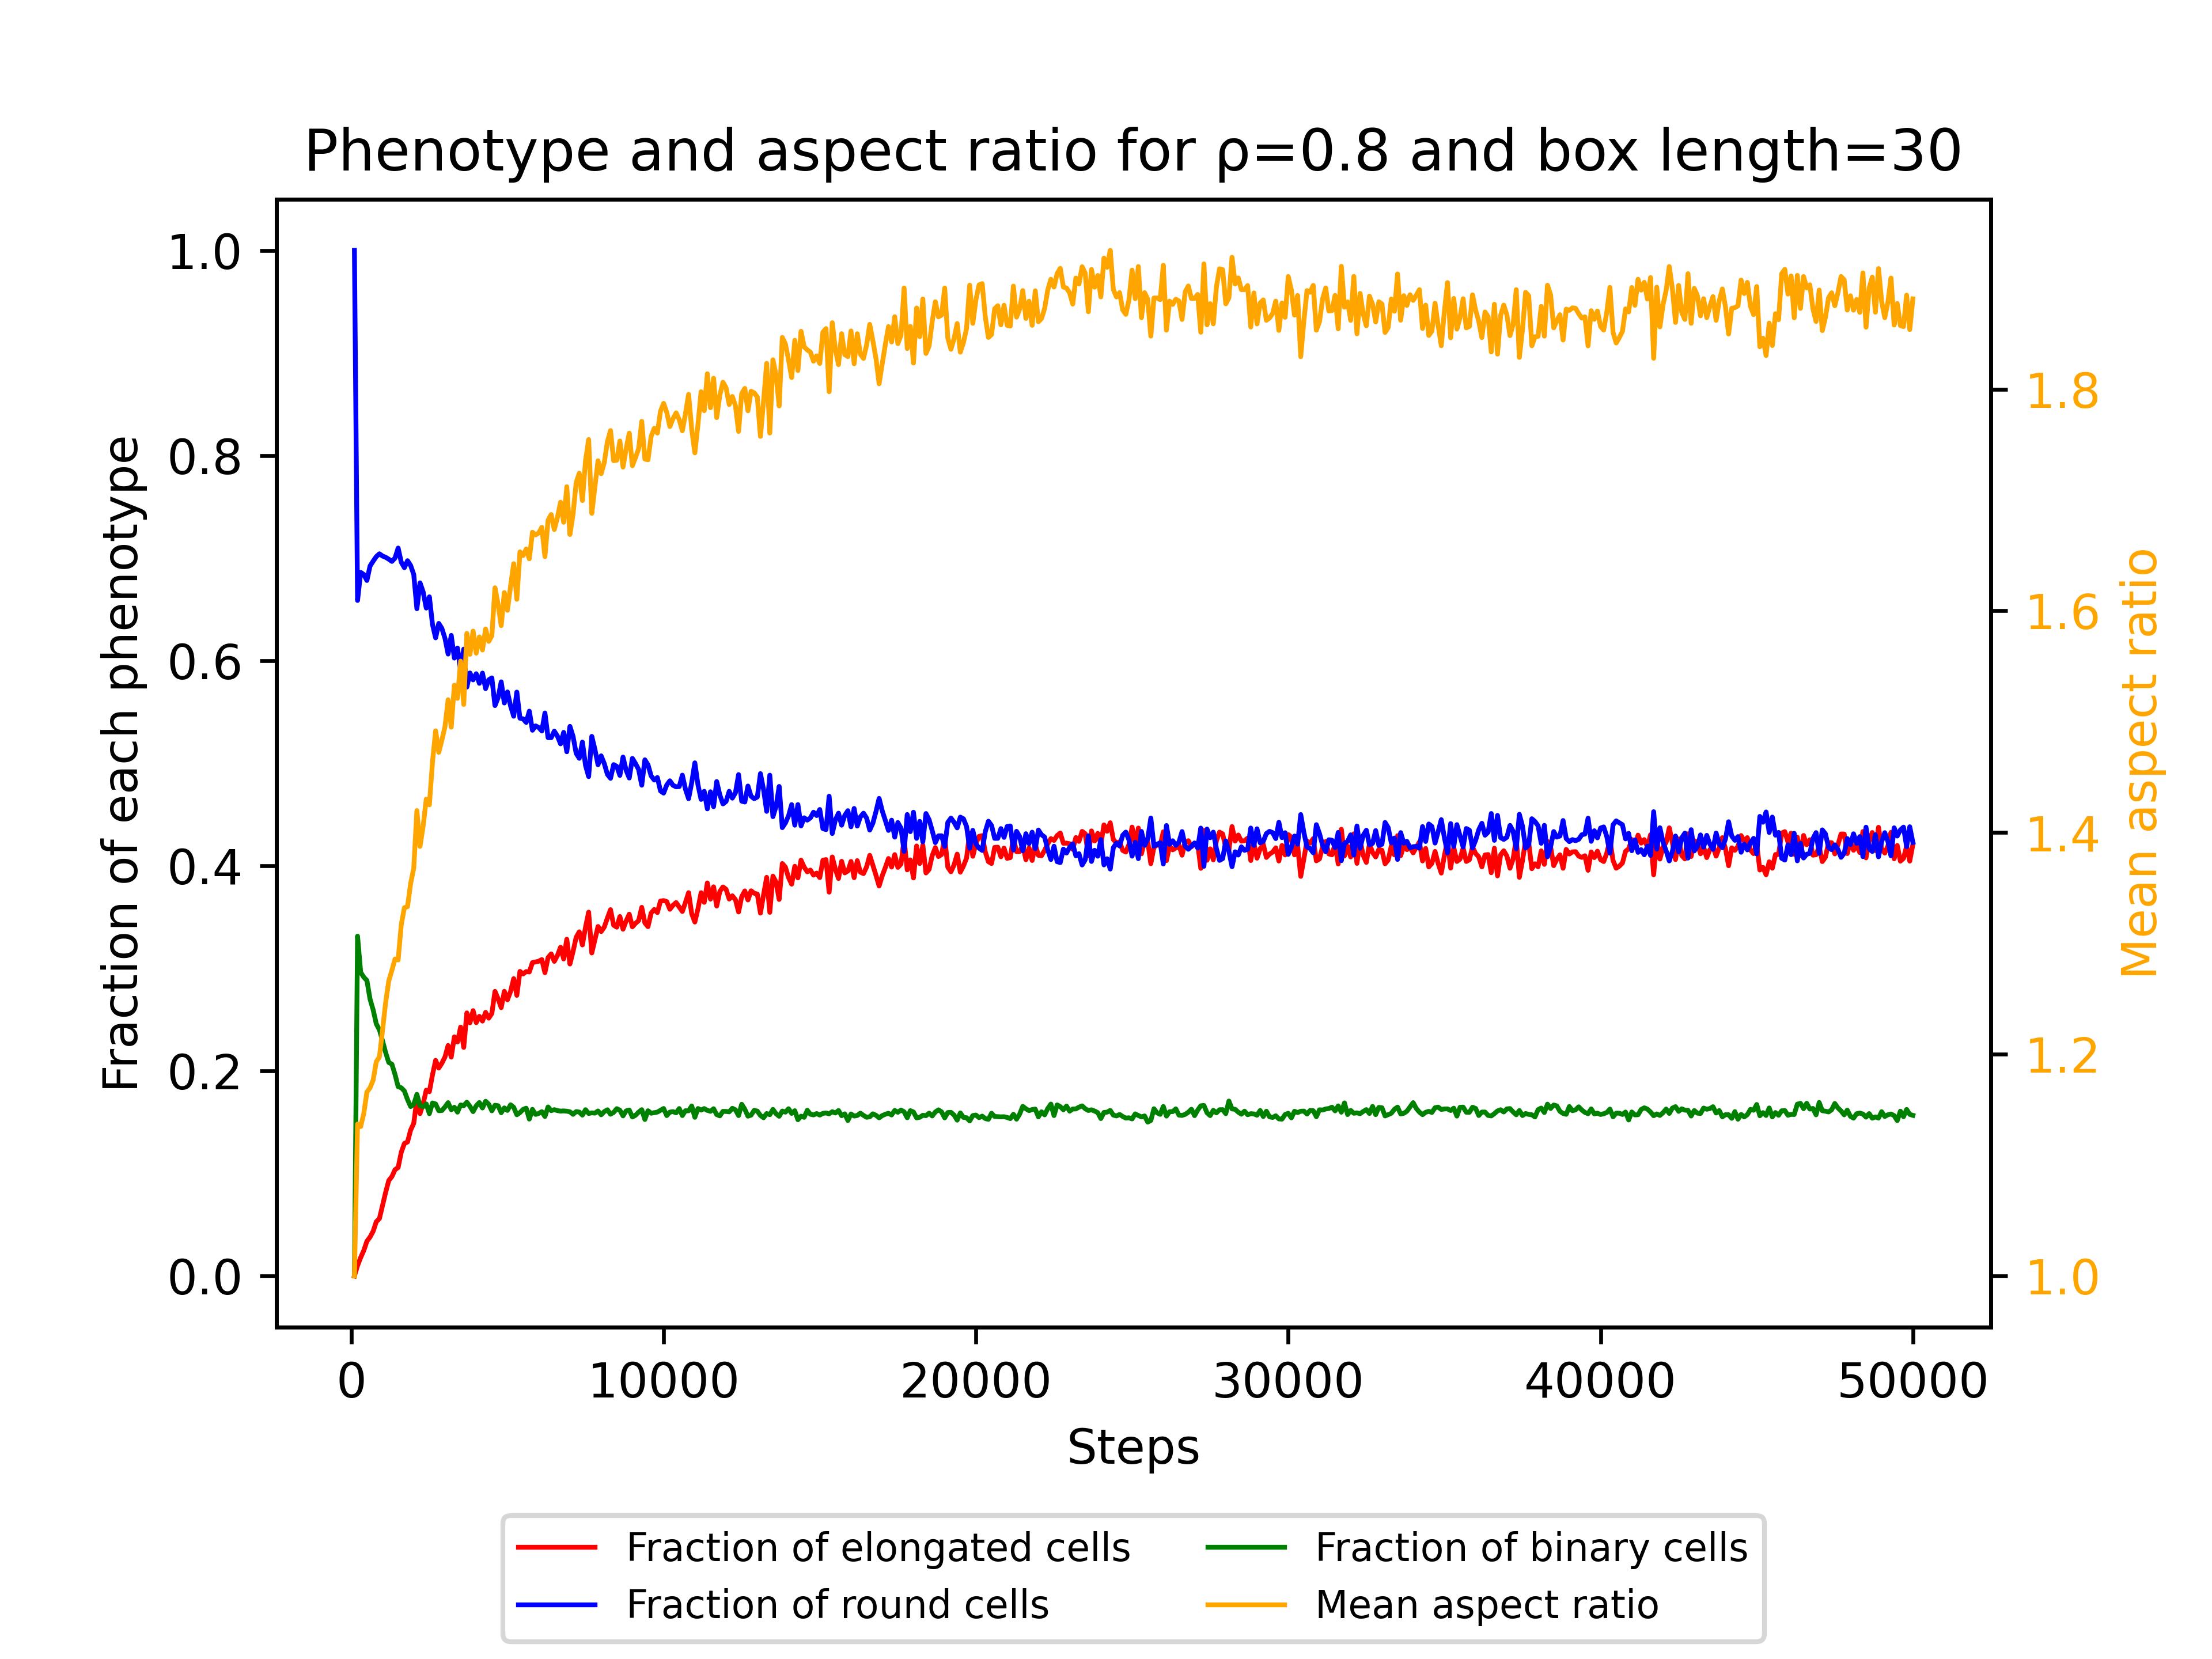 Phenotype and aspect ratio for ρ=0.8 and box length=30
1.0
0.8
0.6
0.4
0.2
0.0
Fraction of each phenotype
1.8
1.6
1.4
1.2
1.0
Mean aspect ratio
0 10000 20000 30000 40000 50000
Steps
Fraction of elongated cells
Fraction of round cells
Fraction of binary cells
Mean aspect ratio